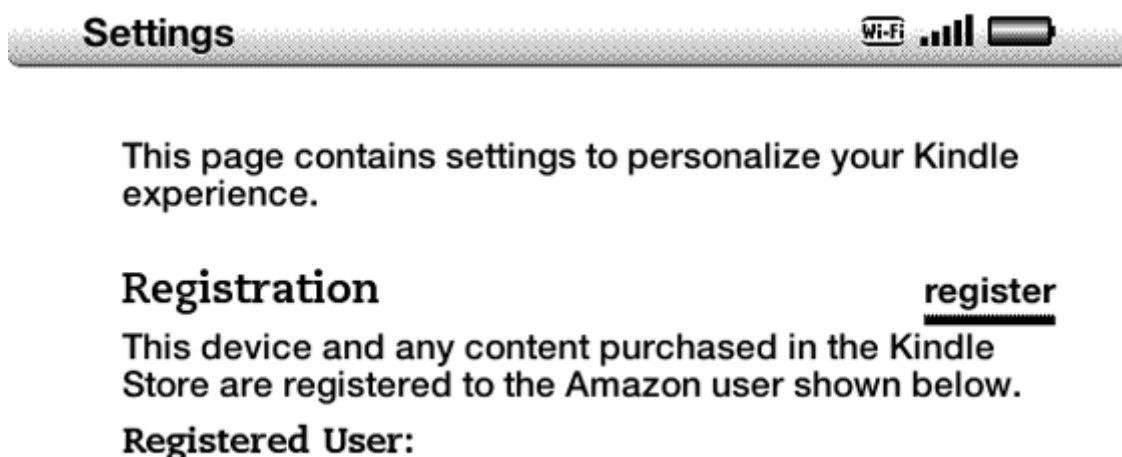 Settings Wi-Fi
This page contains settings to personalize your Kindle
experience.
Registration register
This device and any content purchased in the Kindle
Store are registered to the Amazon user shown below.
Registered User: